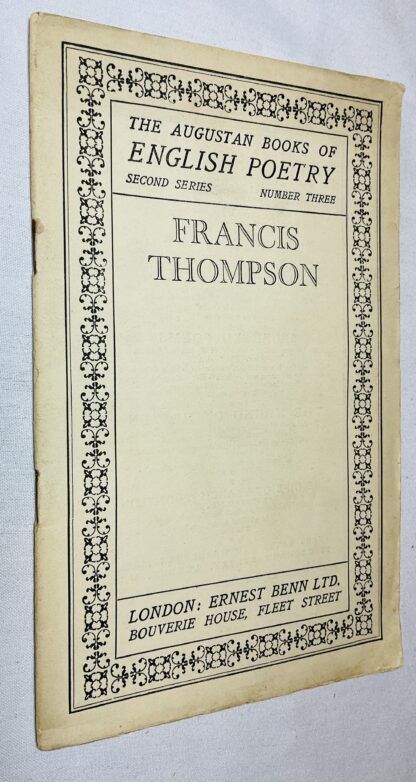 THE AUGUSTAN BOOKS OF
ENGLISH POETRY
SECOND SERIES NUMBER THREE
FRANCIS
THOMPSON
LONDON: ERNEST BENN LTD.
BOUVERIE HOUSE, FLEET STREET